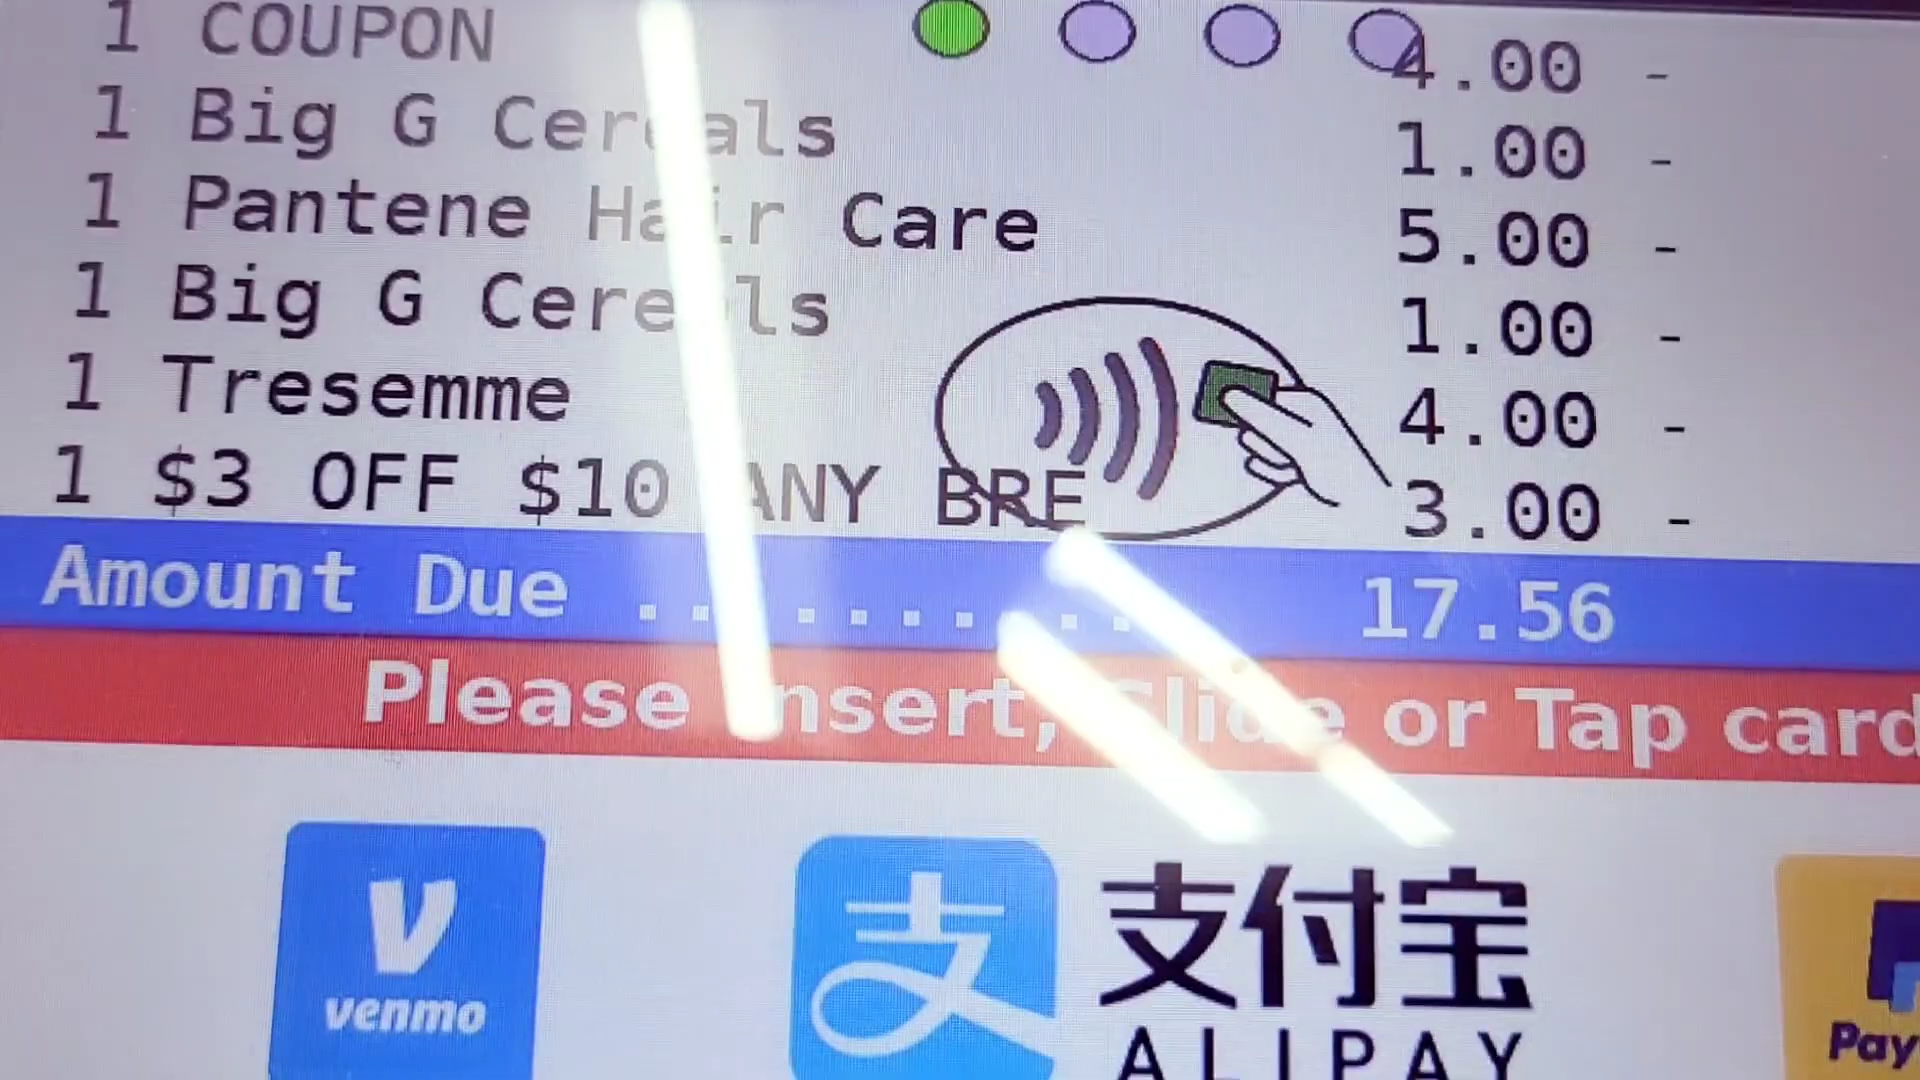 1 COUPON 4.00 -
1 Big G Cereals 1.00 -
1 Pantene Hair Care 5.00 -
1 Big G Cereals 1.00 -
1 Tresemme 4.00 -
1 $3 OFF $10 ANY BRE 3.00 -
Amount Due .......... 17.56
Please Insert, Slide or Tap card
venmo
支
支付宝
ALIPAY
Pay